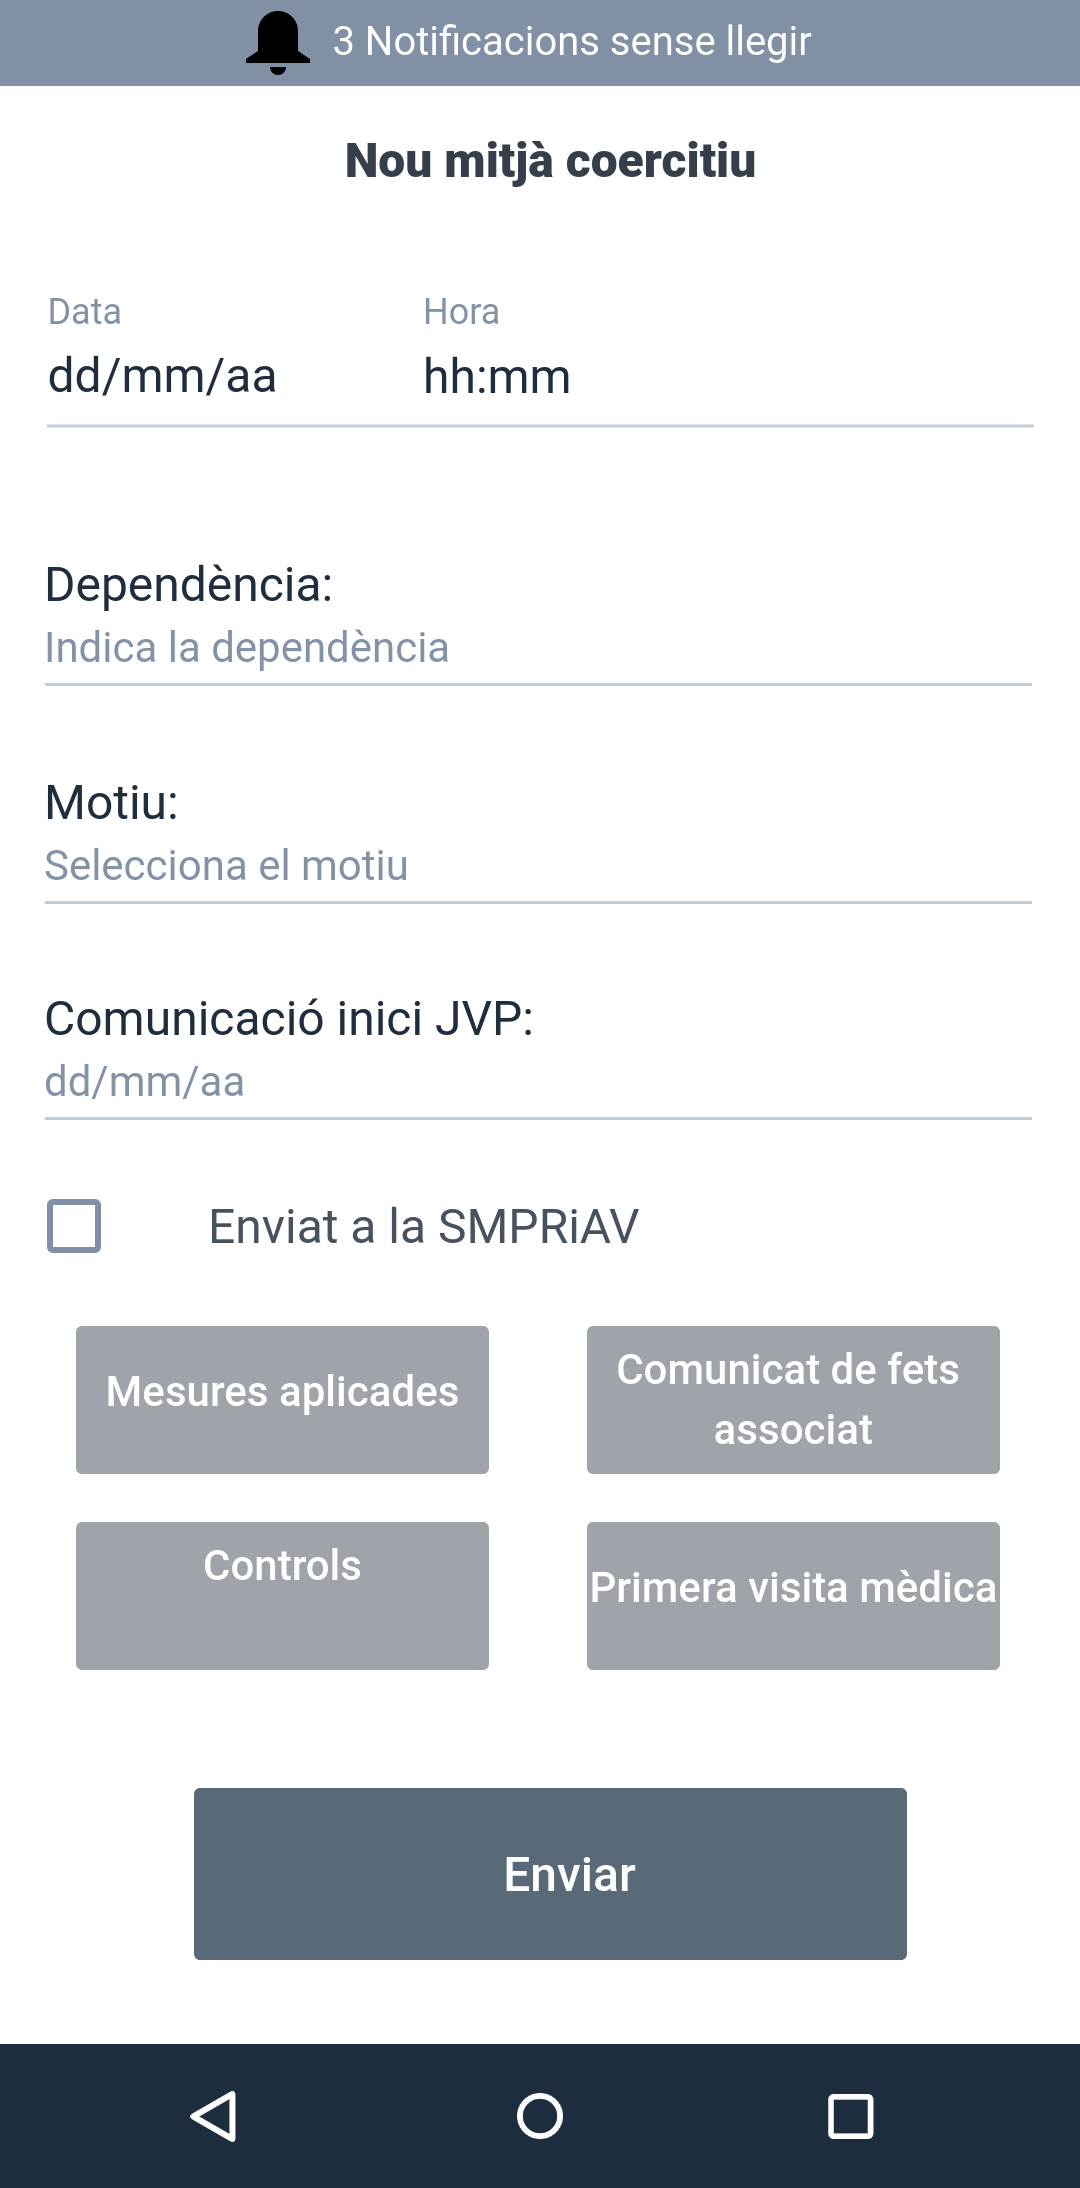 3 Notificacions sense llegir
Nou mitjà coercitiu
Data Hora
dd/mm/aa hh:mm
Dependència:
Indica la dependència
Motiu:
Selecciona el motiu
Comunicació inici JVP:
dd/mm/aa
Enviat a la SMPRiAV
Mesures aplicades
Comunicat de fets
associat
Controls
Primera visita mèdica
Enviar